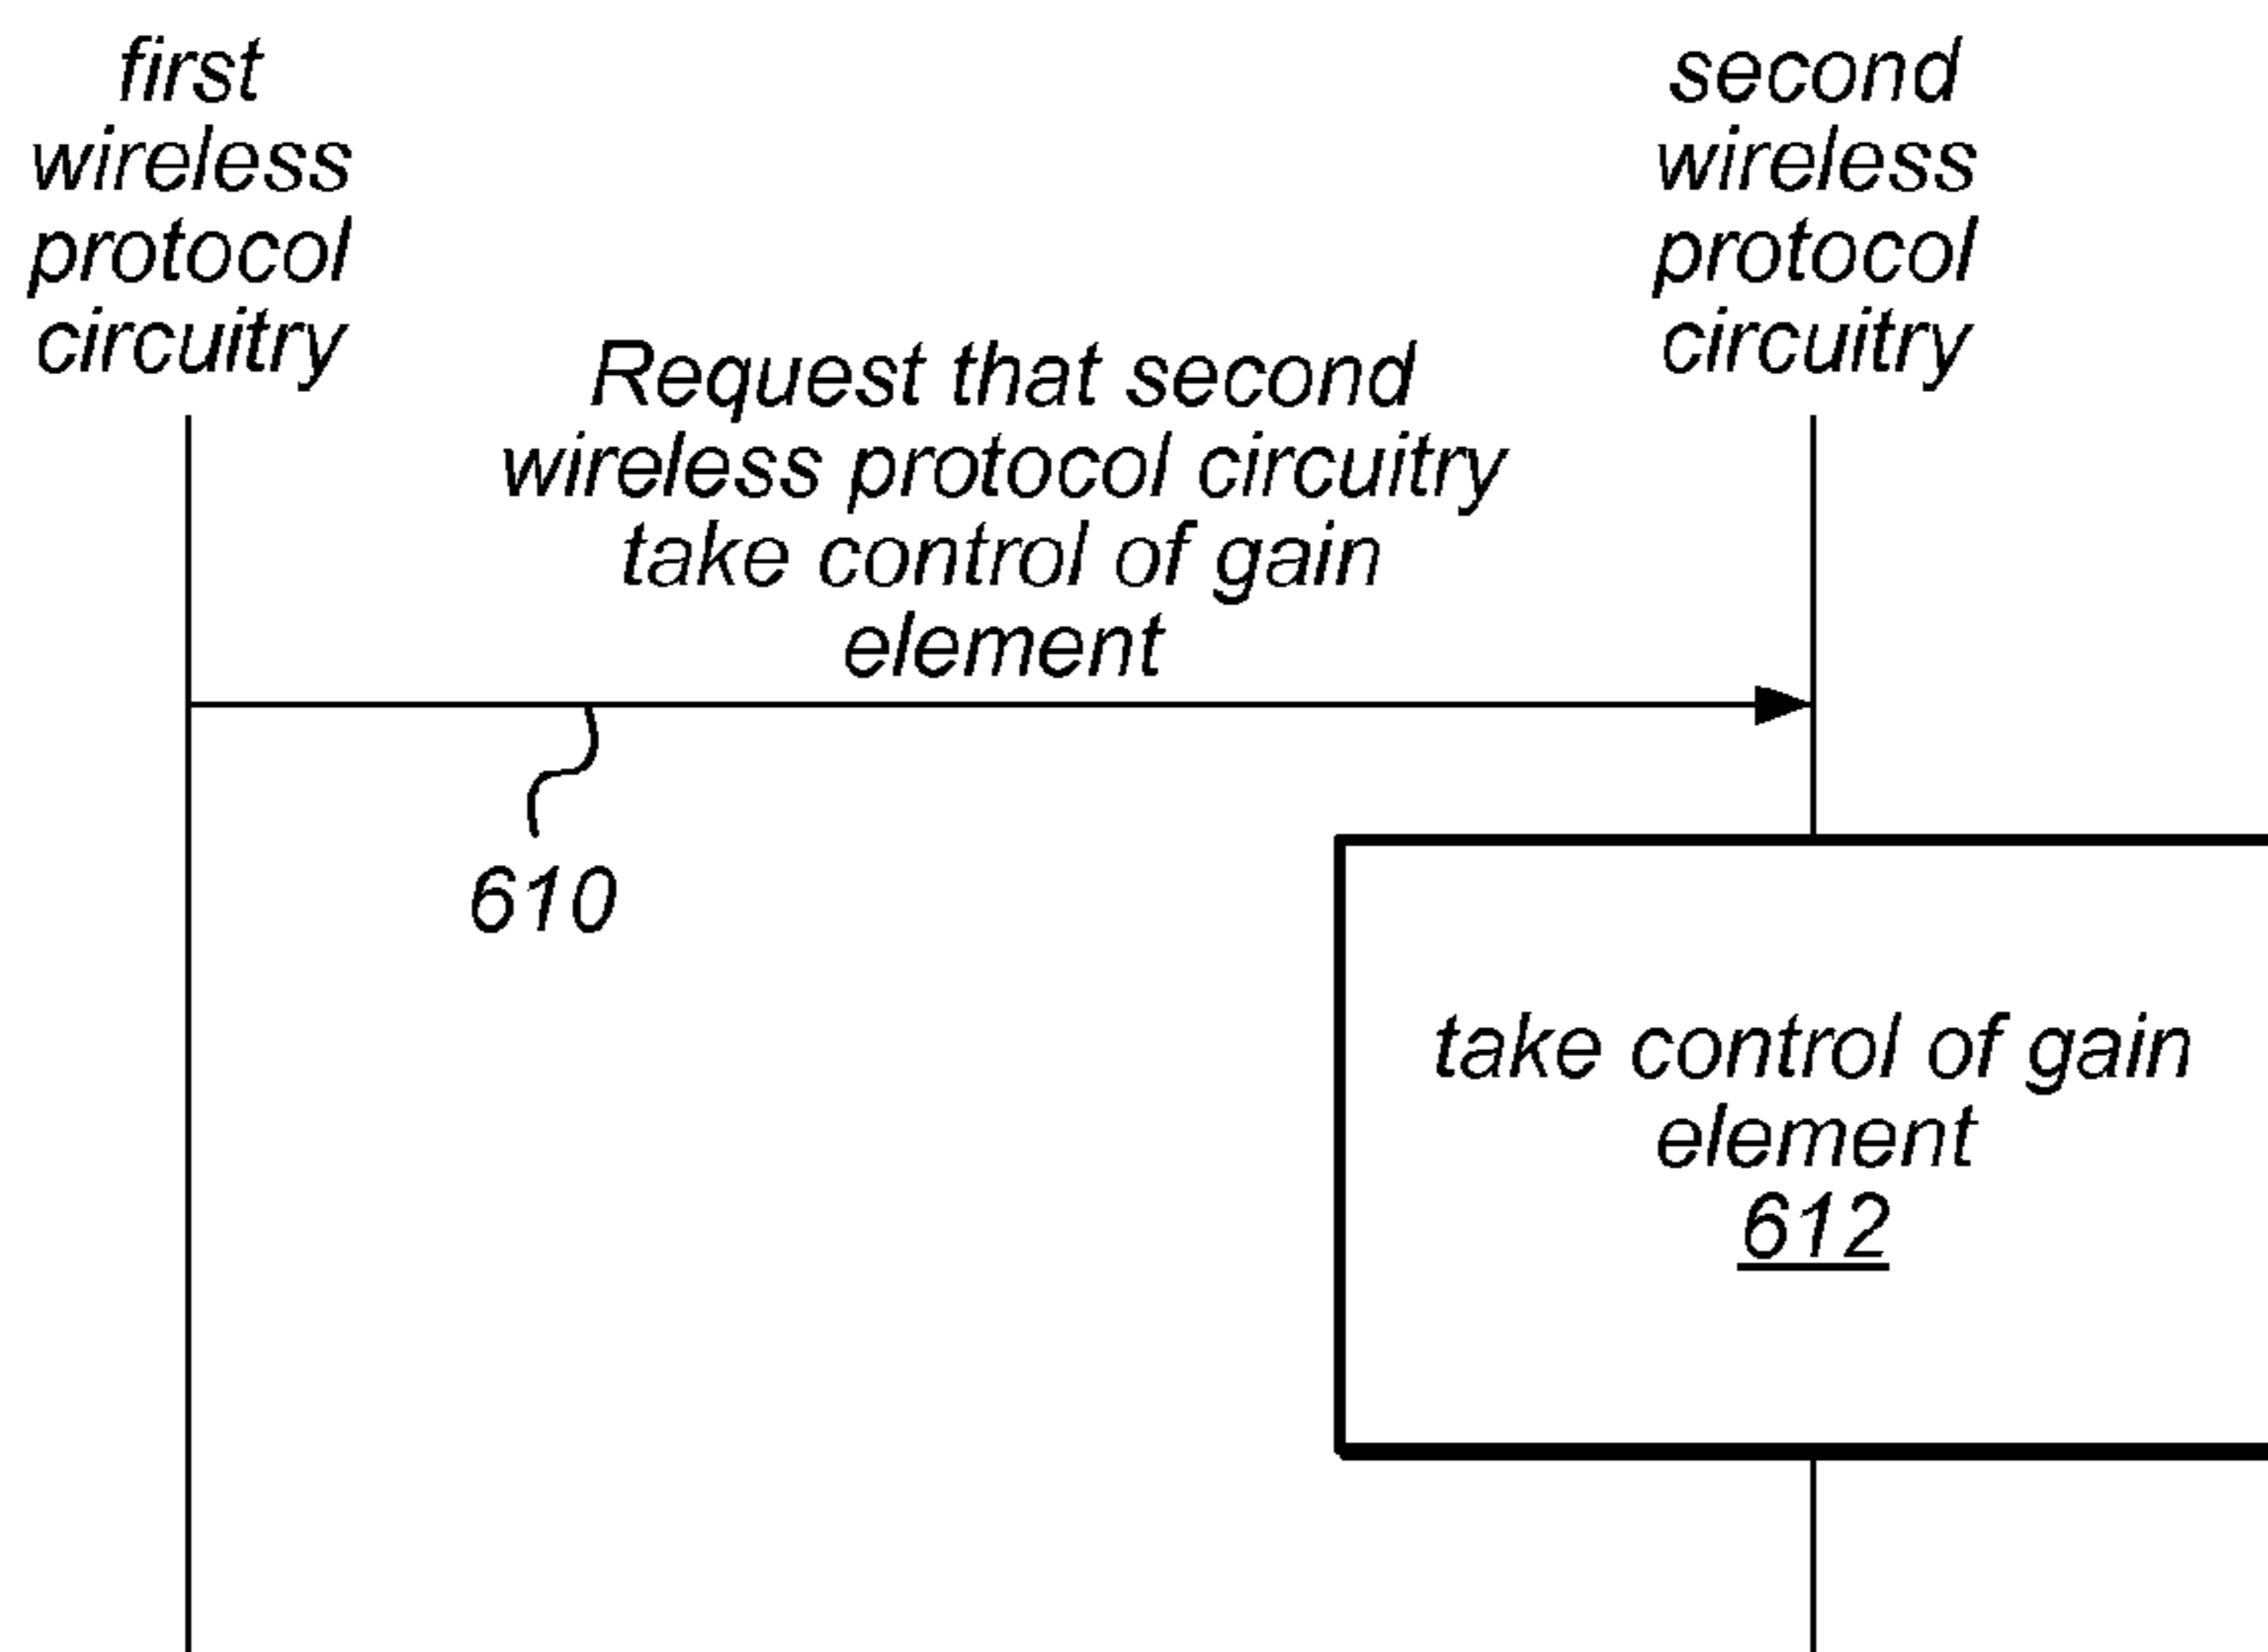 first
wireless
protocol
circuitry
second
wireless
protocol
circuitry
Request that second
wireless protocol circuitry
take control of gain
element
610
take control of gain
element
612